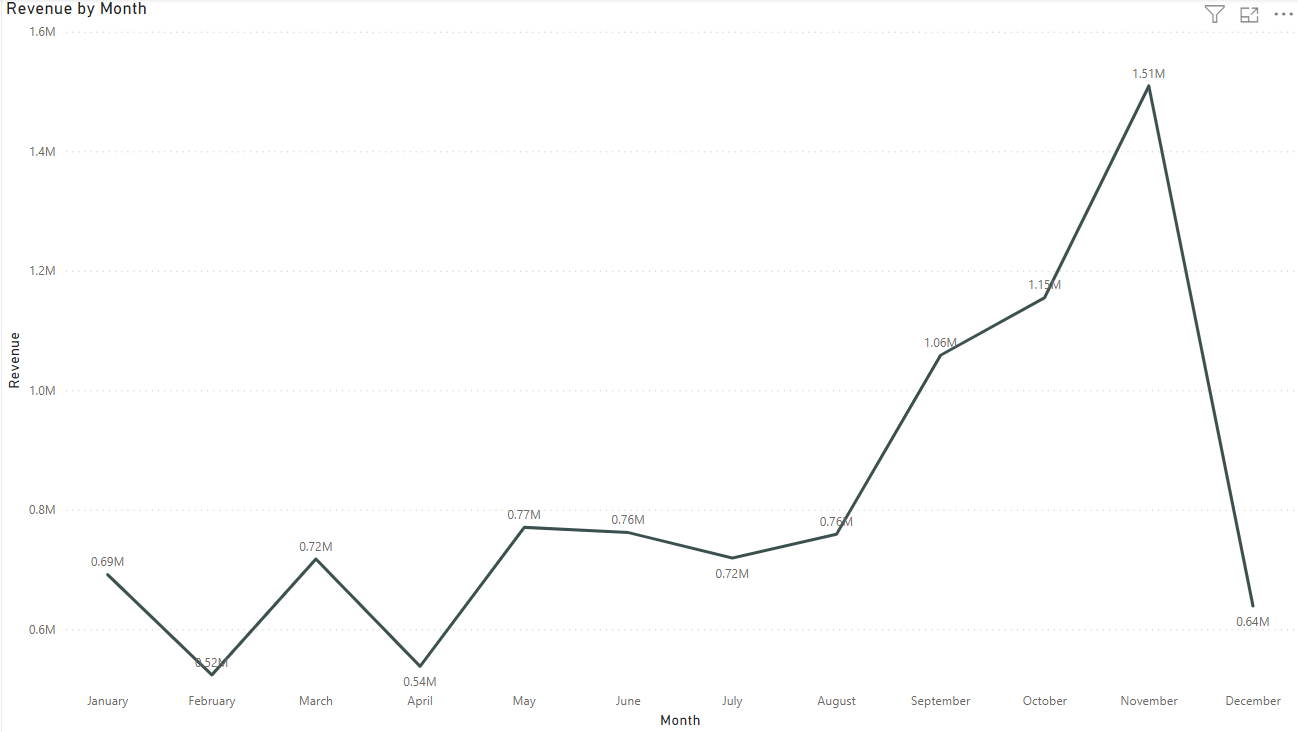 Revenue by Month
1.6M
1.4M
1.2M
1.0M
0.8M
0.6M
Revenue
0.69M
0.52M
0.72M
0.54M
0.77M
0.76M
0.72M
0.76M
1.06M
1.15M
1.51M
0.64M
January February March April May June July August September October November December
Month